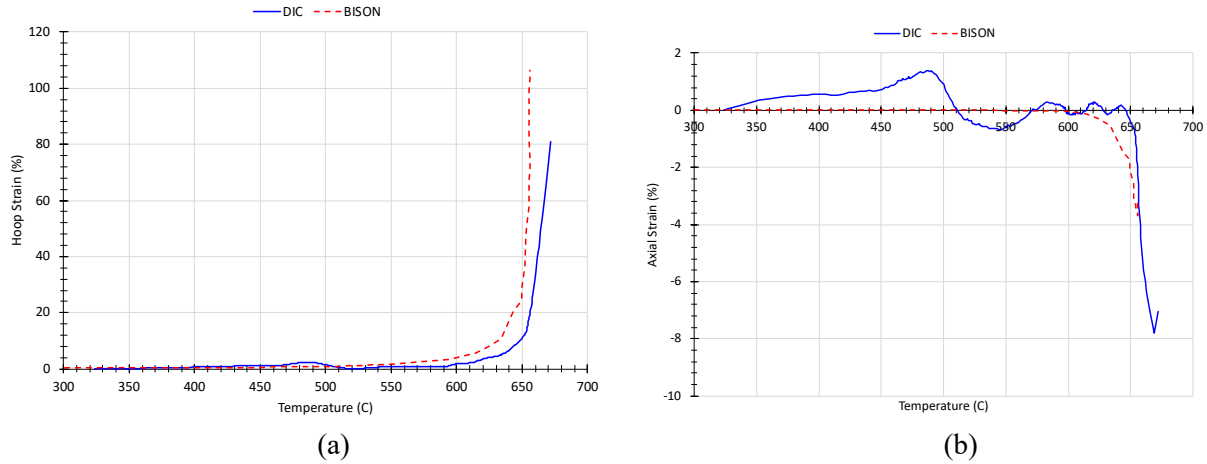 DIC BISON
120
100
80
60
40
20
0
Hoop Strain (%)
300 350 400 450 500 550 600 650 700
Temperature (C)
(a)
DIC BISON
2
0
-2
-4
-6
-8
-10
Axial Strain (%)
300 350 400 450 500 550 600 650 700
Temperature (C)
(b)